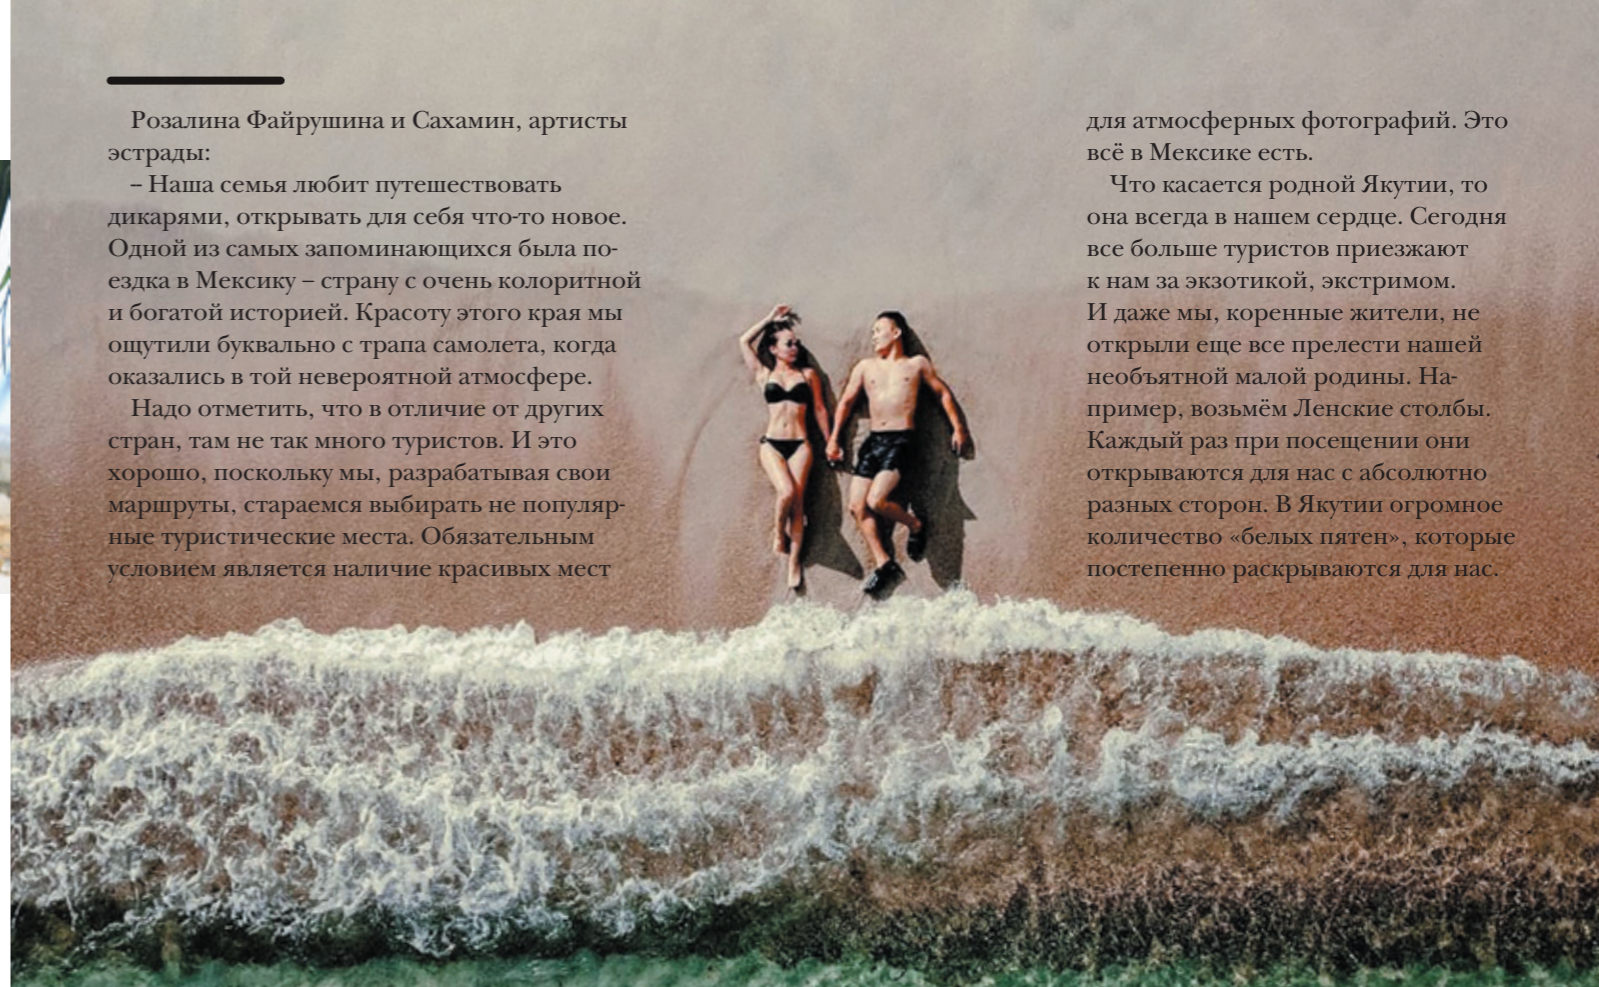 Розалина Файрушина и Сахамин, артисты
эстрады:
– Наша семья любит путешествовать
дикарями, открывать для себя что-то новое.
Одной из самых запоминающихся была по-
ездка в Мексику – страну с очень колоритной
и богатой историей. Красоту этого края мы
ощутили буквально с трапа самолета, когда
оказались в той невероятной атмосфере.
Надо отметить, что в отличие от других
стран, там не так много туристов. И это
хорошо, поскольку мы, разрабатывая свои
маршруты, стараемся выбирать не популяр-
ные туристические места. Обязательным
условием является наличие красивых мест
для атмосферных фотографий. Это
всё в Мексике есть.
Что касается родной Якутии, то
она всегда в нашем сердце. Сегодня
все больше туристов приезжают
к нам за экзотикой, экстримом.
И даже мы, коренные жители, не
открыли еще все прелести нашей
необъятной малой родины. На-
пример, возьмём Ленские столбы.
Каждый раз при посещении они
открываются для нас с абсолютно
разных сторон. В Якутии огромное
количество «белых пятен», которые
постепенно раскрываются для нас.